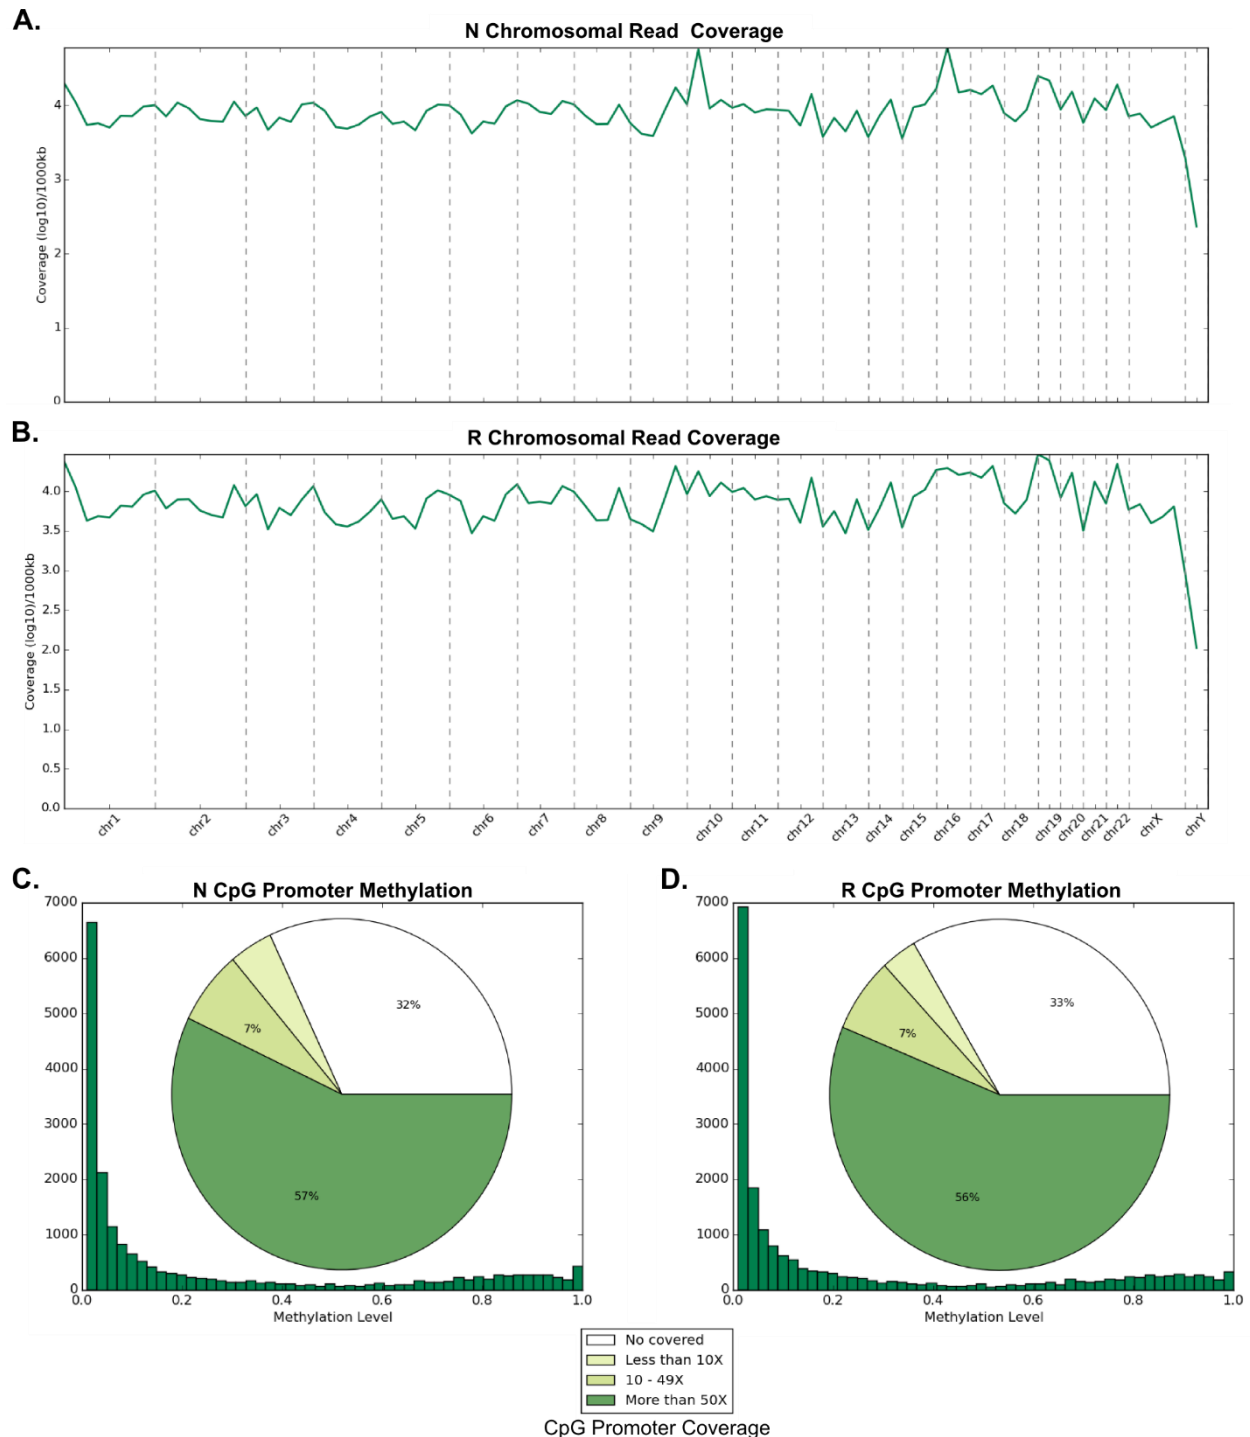 A.
N Chromosomal Read Coverage
4
3
2
1
0
Coverage (log10)/1000kb
B.
R Chromosomal Read Coverage
4.0
3.5
3.0
2.5
2.0
1.5
1.0
0.5
0.0
Coverage (log10)/1000kb
chr1 chr2 chr3 chr4 chr5 chr6 chr7 chr8 chr9 chr10 chr11 chr12 chr13 chr14 chr15 chr16 chr17 chr18 chr19 chr20 chr21 chr22 chrX chrY
C.
N CpG Promoter Methylation
7000
6000
5000
4000
3000
2000
1000
0
32%
7%
57%
0.0 0.2 0.4 0.6 0.8 1.0
Methylation Level
D.
R CpG Promoter Methylation
7000
6000
5000
4000
3000
2000
1000
0
33%
7%
56%
0.0 0.2 0.4 0.6 0.8 1.0
Methylation Level
No covered
Less than 10X
10 - 49X
More than 50X
CpG Promoter Coverage